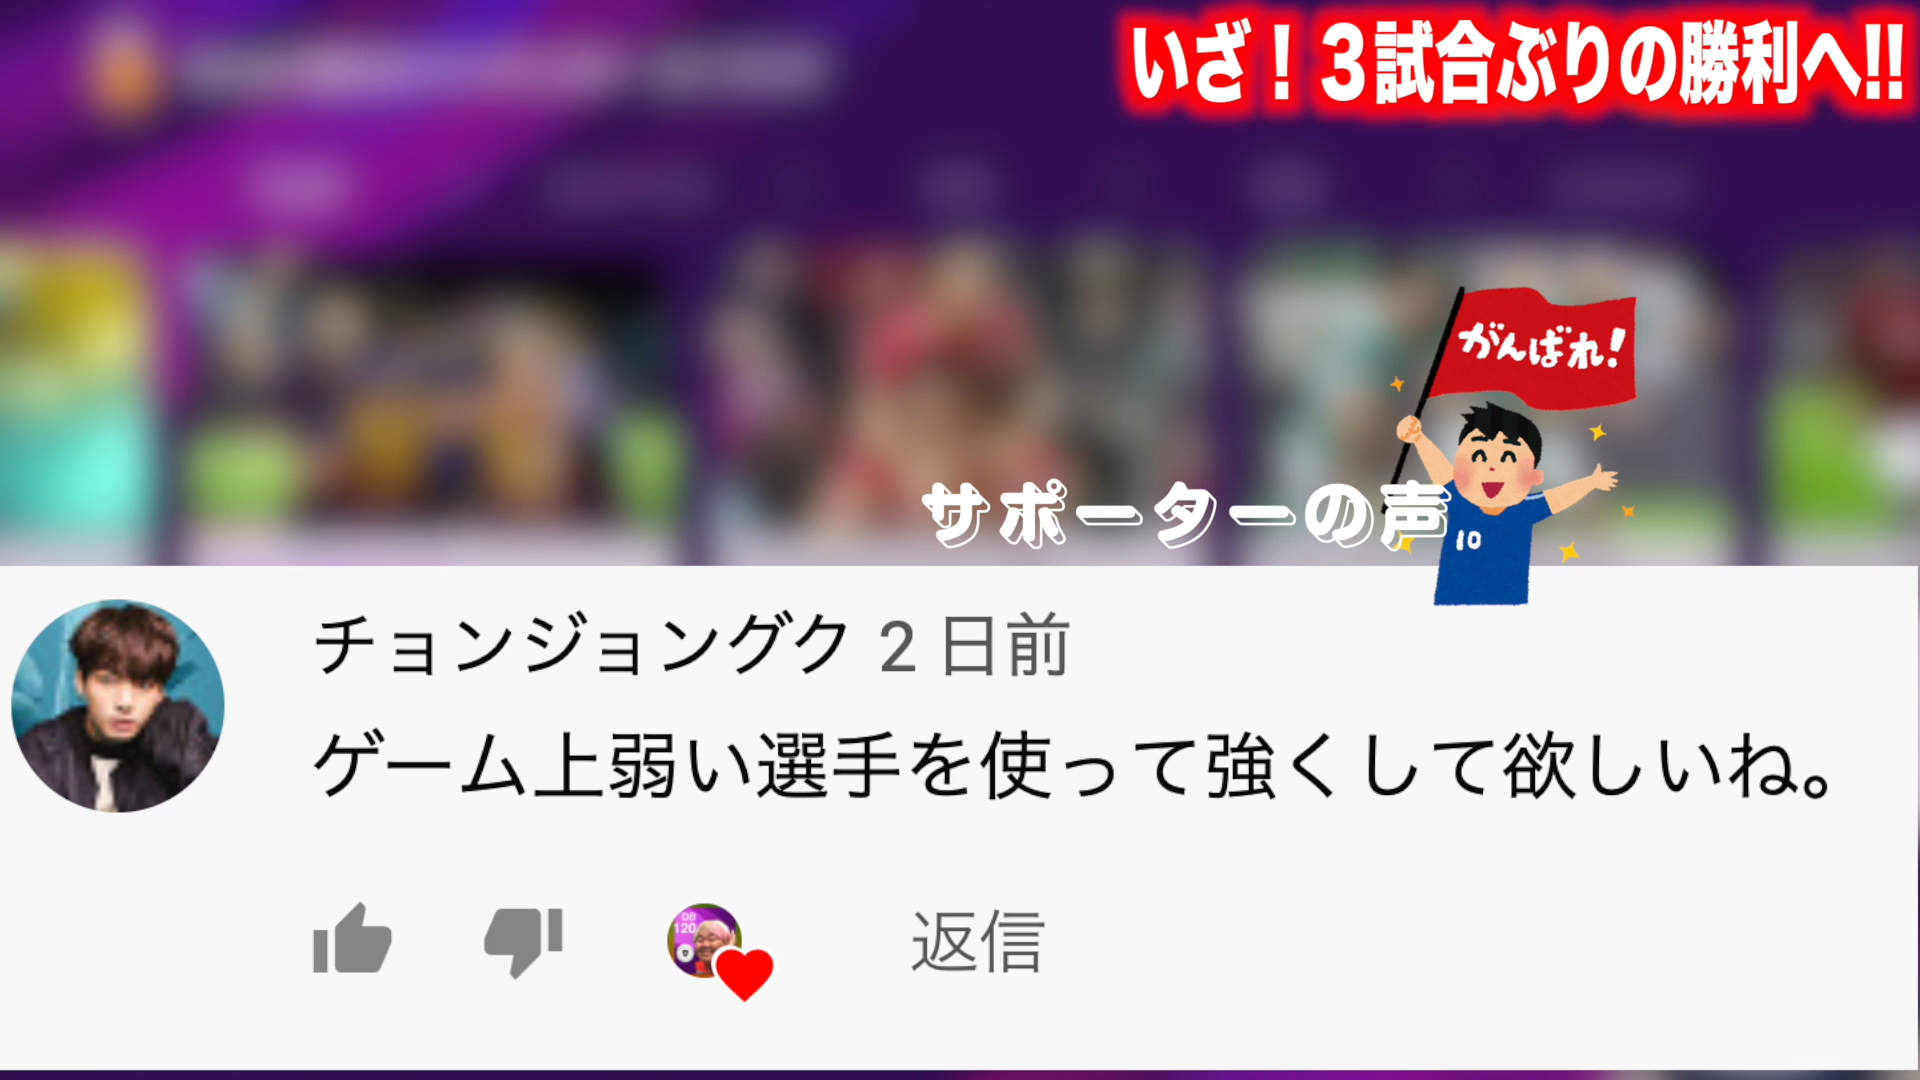 いざ！３試合ぶりの勝利へ!!
がんばれ！
サポーターの声
10
チョンジョングク 2 日前
ゲーム上弱い選手を使って強くして欲しいね。
DB
120
返信